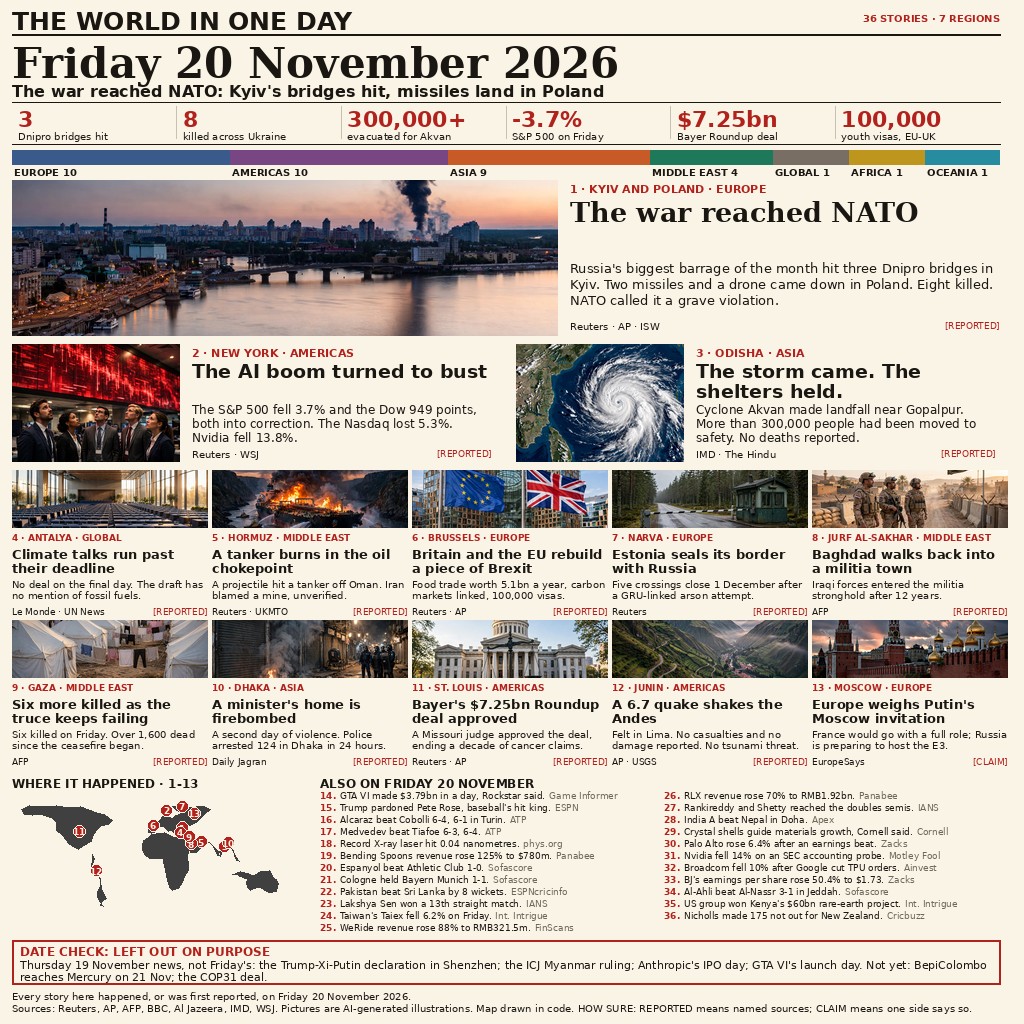 THE WORLD IN ONE DAY
36 STORIES · 7 REGIONS
Friday 20 November 2026
The war reached NATO: Kyiv's bridges hit, missiles land in Poland
3
Dnipro bridges hit
8
killed across Ukraine
300,000+
evacuated for Akvan
-3.7%
S&P 500 on Friday
$7.25bn
Bayer Roundup deal
100,000
youth visas, EU-UK
EUROPE 10
AMERICAS 10
ASIA 9
MIDDLE EAST 4
GLOBAL 1
AFRICA 1
OCEANIA 1
1 · KYIV AND POLAND · EUROPE
The war reached NATO
Russia's biggest barrage of the month hit three Dnipro bridges in
Kyiv. Two missiles and a drone came down in Poland. Eight killed.
NATO called it a grave violation.
Reuters · AP · ISW
[REPORTED]
2 · NEW YORK · AMERICAS
The AI boom turned to bust
The S&P 500 fell 3.7% and the Dow 949 points,
both into correction. The Nasdaq lost 5.3%.
Nvidia fell 13.8%.
Reuters · WSJ
[REPORTED]
3 · ODISHA · ASIA
The storm came. The
shelters held.
Cyclone Akvan made landfall near Gopalpur.
More than 300,000 people had been moved to
safety. No deaths reported.
IMD · The Hindu
[REPORTED]
4 · ANTALYA · GLOBAL
Climate talks run past
their deadline
No deal on the final day. The draft has
no mention of fossil fuels.
Le Monde · UN News
[REPORTED]
5 · HORMUZ · MIDDLE EAST
A tanker burns in the oil
chokepoint
A projectile hit a tanker off Oman. Iran
blamed a mine, unverified.
Reuters · UKMTO
[REPORTED]
6 · BRUSSELS · EUROPE
Britain and the EU rebuild
a piece of Brexit
Food trade worth 5.1bn a year, carbon
markets linked, 100,000 visas.
Reuters · AP
[REPORTED]
7 · NARVA · EUROPE
Estonia seals its border
with Russia
Five crossings close 1 December after
a GRU-linked arson attempt.
Reuters
[REPORTED]
8 · JURF AL-SAKHAR · MIDDLE EAST
Baghdad walks back into
a militia town
Iraqi forces entered the militia
stronghold after 12 years.
AFP
[REPORTED]
9 · GAZA · MIDDLE EAST
Six more killed as the
truce keeps failing
Six killed on Friday. Over 1,600 dead
since the ceasefire began.
AFP
[REPORTED]
10 · DHAKA · ASIA
A minister's home is
firebombed
A second day of violence. Police
arrested 124 in Dhaka in 24 hours.
Daily Jagran
[REPORTED]
11 · ST. LOUIS · AMERICAS
Bayer's $7.25bn Roundup
deal approved
A Missouri judge approved the deal,
ending a decade of cancer claims.
Reuters · AP
[REPORTED]
12 · JUNIN · AMERICAS
A 6.7 quake shakes the
Andes
Felt in Lima. No casualties and no
damage reported. No tsunami threat.
AP · USGS
[REPORTED]
13 · MOSCOW · EUROPE
Europe weighs Putin's
Moscow invitation
France would go with a full role; Russia
is preparing to host the E3.
EuropeSays
[CLAIM]
WHERE IT HAPPENED · 1-13
2
7
13
6
4
9
8
5
10
11
12
ALSO ON FRIDAY 20 NOVEMBER
14. GTA VI made $3.79bn in a day, Rockstar said. Game Informer
15. Trump pardoned Pete Rose, baseball's hit king. ESPN
16. Alcaraz beat Cobolli 6-4, 6-1 in Turin. ATP
17. Medvedev beat Tiafoe 6-3, 6-4. ATP
18. Record X-ray laser hit 0.04 nanometres. phys.org
19. Bending Spoons revenue rose 125% to $780m. Panabee
20. Espanyol beat Athletic Club 1-0. Sofascore
21. Cologne held Bayern Munich 1-1. Sofascore
22. Pakistan beat Sri Lanka by 8 wickets. ESPNcricinfo
23. Lakshya Sen won a 13th straight match. IANS
24. Taiwan's Taiex fell 6.2% on Friday. Int. Intrigue
25. WeRide revenue rose 88% to RMB321.5m. FinScans
26. RLX revenue rose 70% to RMB1.92bn. Panabee
27. Rankireddy and Shetty reached the doubles semis. IANS
28. India A beat Nepal in Doha. Apex
29. Crystal shells guide materials growth, Cornell said. Cornell
30. Palo Alto rose 6.4% after an earnings beat. Zacks
31. Nvidia fell 14% on an SEC accounting probe. Motley Fool
32. Broadcom fell 10% after Google cut TPU orders. Ainvest
33. BJ's earnings per share rose 50.4% to $1.73. Zacks
34. Al-Ahli beat Al-Nassr 3-1 in Jeddah. Sofascore
35. US group won Kenya's $60bn rare-earth project. Int. Intrigue
36. Nicholls made 175 not out for New Zealand. Cricbuzz
DATE CHECK: LEFT OUT ON PURPOSE
Thursday 19 November news, not Friday's: the Trump-Xi-Putin declaration in Shenzhen; the ICJ Myanmar ruling; Anthropic's IPO day; GTA VI's launch day. Not yet: BepiColombo
reaches Mercury on 21 Nov; the COP31 deal.
Every story here happened, or was first reported, on Friday 20 November 2026.
Sources: Reuters, AP, AFP, BBC, Al Jazeera, IMD, WSJ. Pictures are AI-generated illustrations. Map drawn in code. HOW SURE: REPORTED means named sources; CLAIM means one side says so.